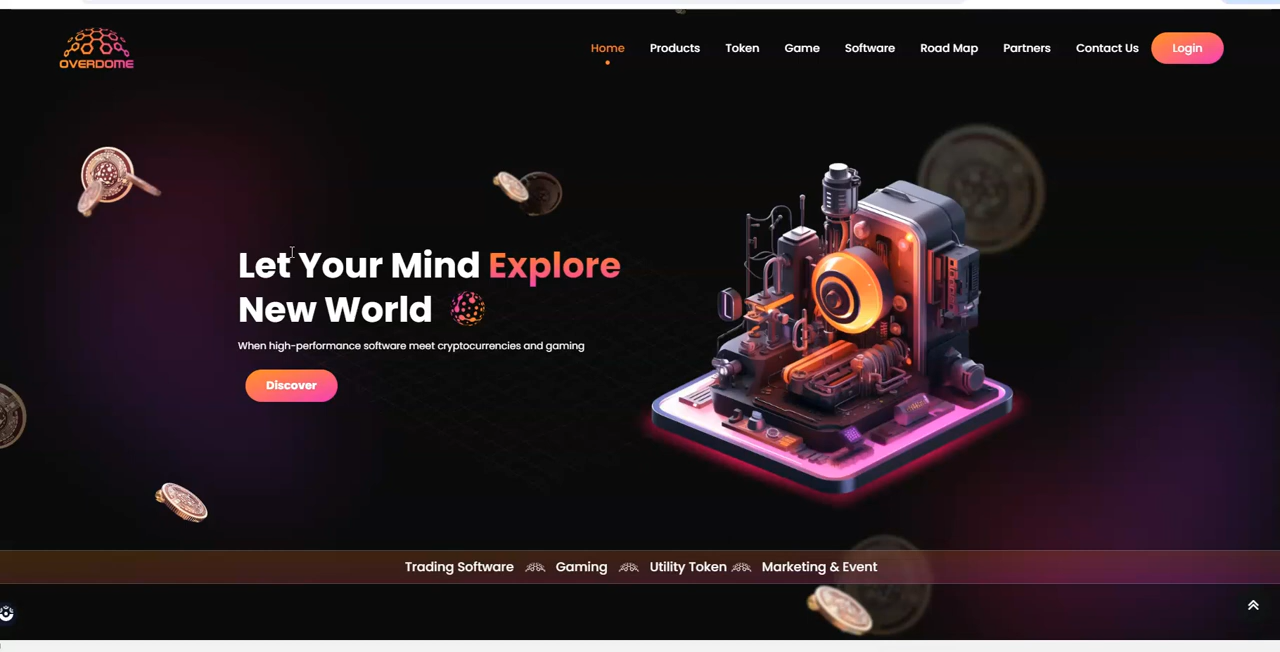 OVERDOME
Home Products Token Game Software Road Map Partners Contact Us Login
Let Your Mind Explore
New World
When high-performance software meet cryptocurrencies and gaming
Discover
Trading Software Gaming Utility Token Marketing & Event